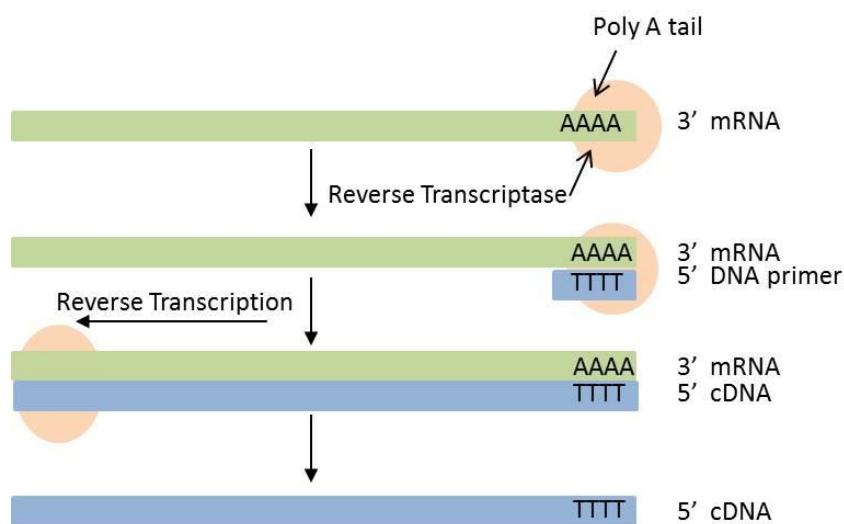 Poly A tail
AAAA 3’ mRNA
Reverse Transcriptase
AAAA 3’ mRNA
TTTT 5’ DNA primer
Reverse Transcription
AAAA 3’ mRNA
TTTT 5’ cDNA
TTTT 5’ cDNA